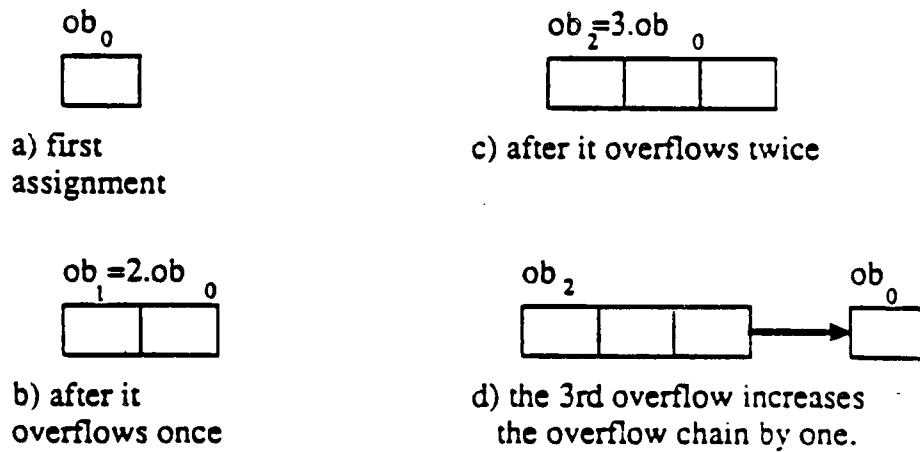 ob₀
a) first
assignment
ob₁=2.ob₀
b) after it
overflows once
ob₂=3.ob₀
c) after it overflows twice
ob₂
ob₀
d) the 3rd overflow increases
the overflow chain by one.